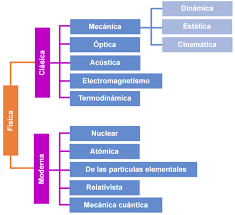 Física
Clásica
Mecánica
Dinámica
Estática
Cinemática
Óptica
Acústica
Electromagnetismo
Termodinámica
Moderna
Nuclear
Atómica
De las partículas elementales
Relativista
Mecánica cuántica